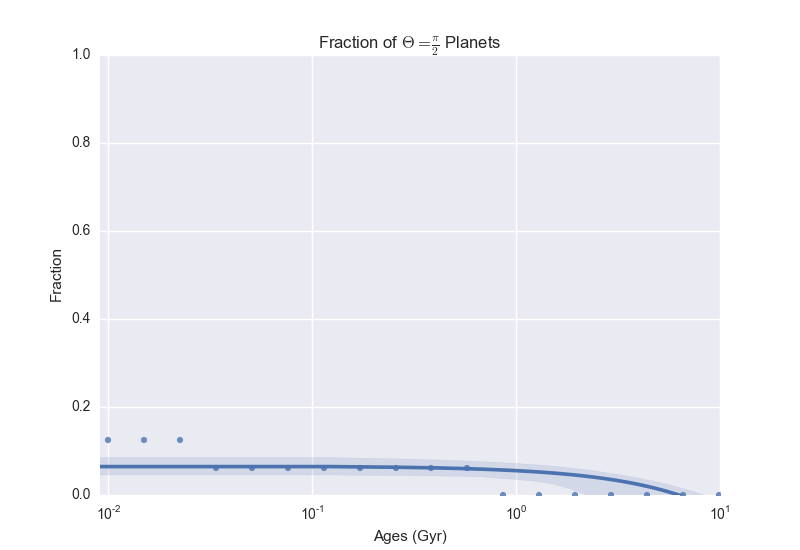 Fraction of Θ = π/2 Planets
1.0
0.8
0.6
0.4
0.2
0.0
Fraction
10⁻² 10⁻¹ 10⁰ 10¹
Ages (Gyr)